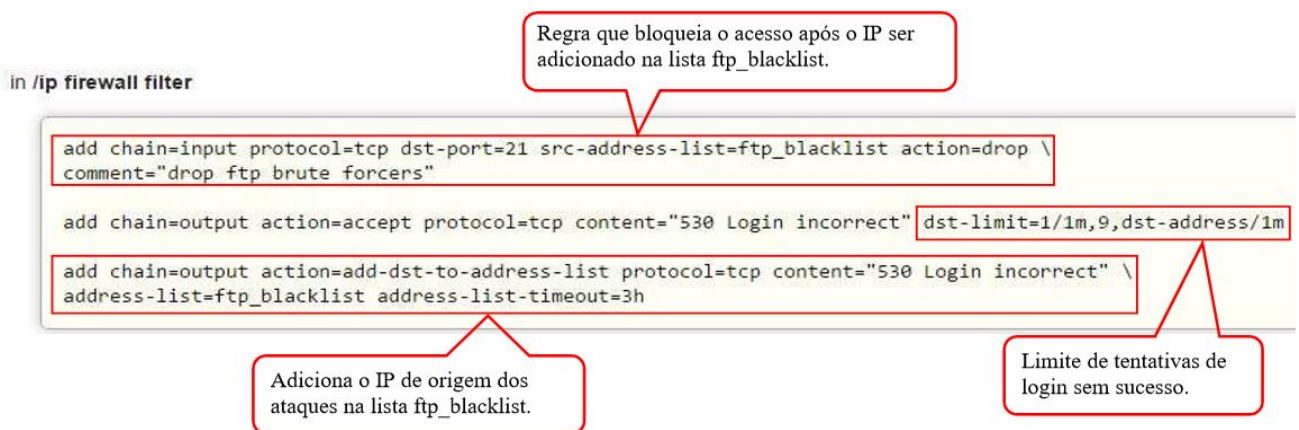 Regra que bloqueia o acesso após o IP ser
adicionado na lista ftp_blacklist.
in /ip firewall filter
add chain=input protocol=tcp dst-port=21 src-address-list=ftp_blacklist action=drop \
comment="drop ftp brute forcers"
add chain=output action=accept protocol=tcp content="530 Login incorrect" dst-limit=1/1m,9,dst-address/1m
add chain=output action=add-dst-to-address-list protocol=tcp content="530 Login incorrect" \
address-list=ftp_blacklist address-list-timeout=3h
Adiciona o IP de origem dos
ataques na lista ftp_blacklist.
Limite de tentativas de
login sem sucesso.